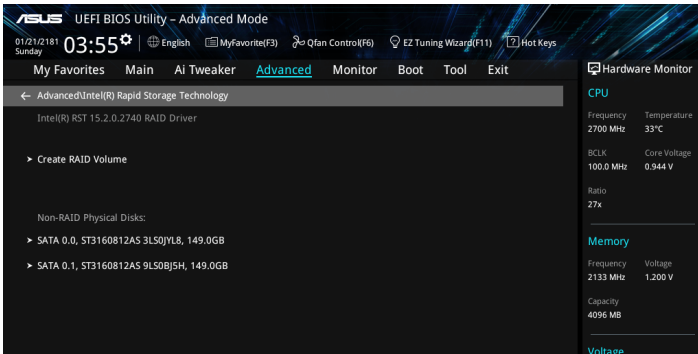 ASUS UEFI BIOS Utility – Advanced Mode
01/21/2181
Sunday
03:55
English MyFavorite(F3) Qfan Control(F6) EZ Tuning Wizard(F11) ? Hot Keys
My Favorites Main Ai Tweaker Advanced Monitor Boot Tool Exit
Advanced\Intel(R) Rapid Storage Technology
Intel(R) RST 15.2.0.2740 RAID Driver
Create RAID Volume
Non-RAID Physical Disks:
SATA 0.0, ST3160812AS 3LS0JYL8, 149.0GB
SATA 0.1, ST3160812AS 9LS0BJ5H, 149.0GB
Hardware Monitor
CPU
Frequency Temperature
2700 MHz 33°C
BCLK Core Voltage
100.0 MHz 0.944 V
Ratio
27x
Memory
Frequency Voltage
2133 MHz 1.200 V
Capacity
4096 MB
Voltage